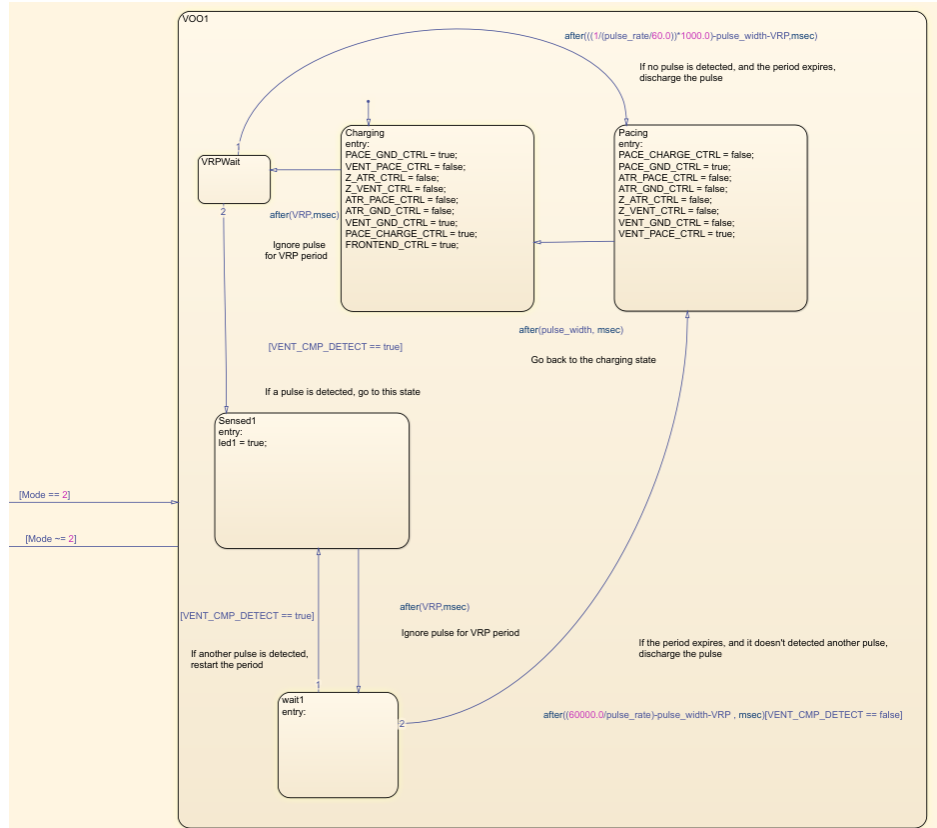 VOO1
after(((1/(pulse_rate/60.0))*1000.0)-pulse_width-VRP,msec)
If no pulse is detected, and the period expires,
discharge the pulse
1
VRPWait
2
Charging
entry:
PACE_GND_CTRL = true;
VENT_PACE_CTRL = false;
Z_ATR_CTRL = false;
Z_VENT_CTRL = false;
ATR_PACE_CTRL = false;
ATR_GND_CTRL = false;
VENT_GND_CTRL = true;
PACE_CHARGE_CTRL = true;
FRONTEND_CTRL = true;
Pacing
entry:
PACE_CHARGE_CTRL = false;
PACE_GND_CTRL = true;
ATR_PACE_CTRL = false;
ATR_GND_CTRL = false;
Z_ATR_CTRL = false;
Z_VENT_CTRL = false;
VENT_GND_CTRL = false;
VENT_PACE_CTRL = true;
after(VRP,msec)
Ignore pulse
for VRP period
after(pulse_width, msec)
Go back to the charging state
[VENT_CMP_DETECT == true]
If a pulse is detected, go to this state
Sensed1
entry:
led1 = true;
[Mode == 2]
[Mode ~= 2]
[VENT_CMP_DETECT == true]
If another pulse is detected,
restart the period
1
after(VRP,msec)
Ignore pulse for VRP period
If the period expires, and it doesn't detected another pulse,
discharge the pulse
wait1
entry:
2
after((60000.0/pulse_rate)-pulse_width-VRP , msec)[VENT_CMP_DETECT == false]